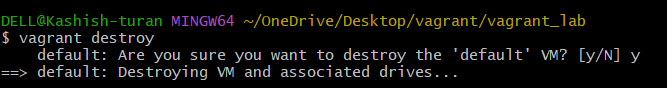 DELL@Kashish-turan MINGW64 ~/OneDrive/Desktop/vagrant/vagrant_lab
$ vagrant destroy
    default: Are you sure you want to destroy the 'default' VM? [y/N] y
==> default: Destroying VM and associated drives...